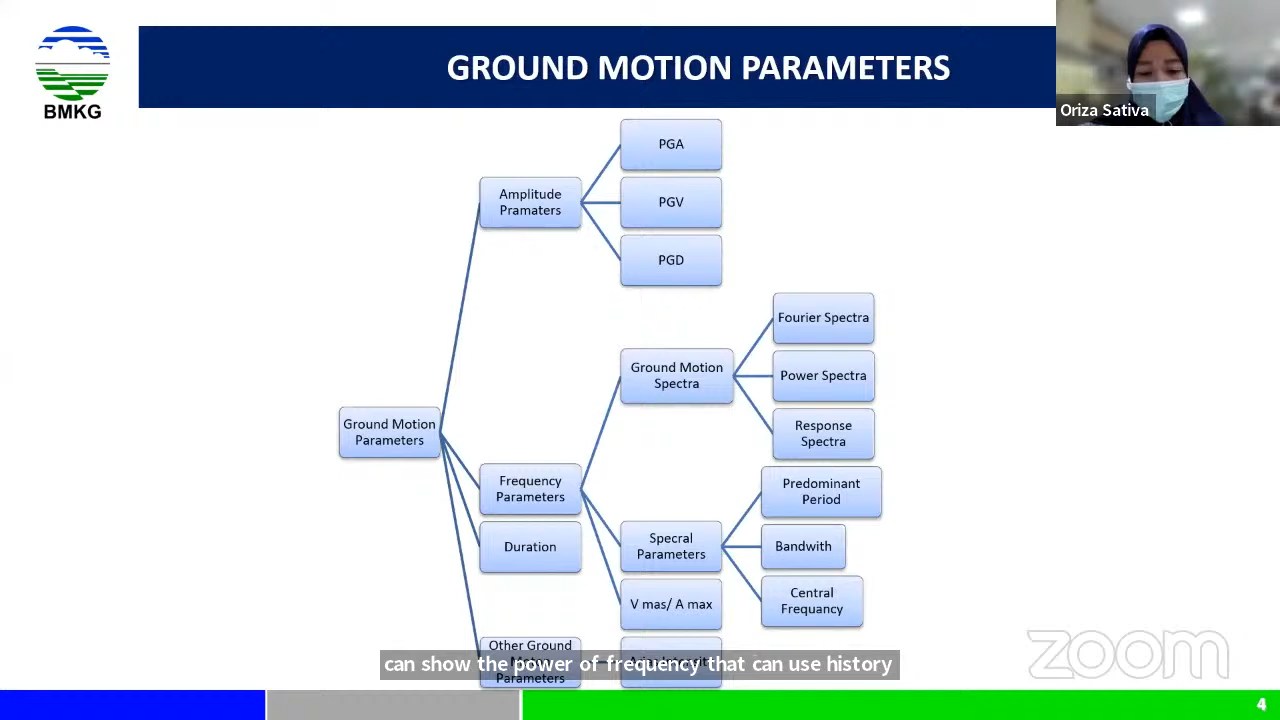 GROUND MOTION PARAMETERS
BMKG
Oriza Sativa
PGA
Amplitude
Pramaters
PGV
PGD
Fourier Spectra
Ground Motion
Spectra
Power Spectra
Response
Spectra
Ground Motion
Parameters
Frequency
Parameters
Predominant
Period
Duration
Specral
Parameters
Bandwith
V mas/ A max
Central
Frequancy
Other Ground
Parameters
can show the power of frequency that can use history
zoom
4